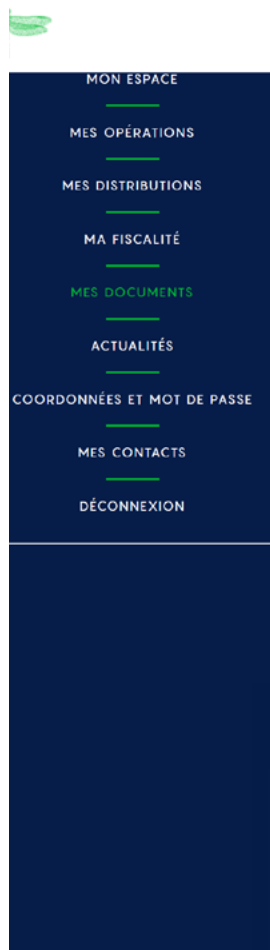 MON ESPACE
MES OPÉRATIONS
MES DISTRIBUTIONS
MA FISCALITÉ
MES DOCUMENTS
ACTUALITÉS
COORDONNÉES ET MOT DE PASSE
MES CONTACTS
DÉCONNEXION